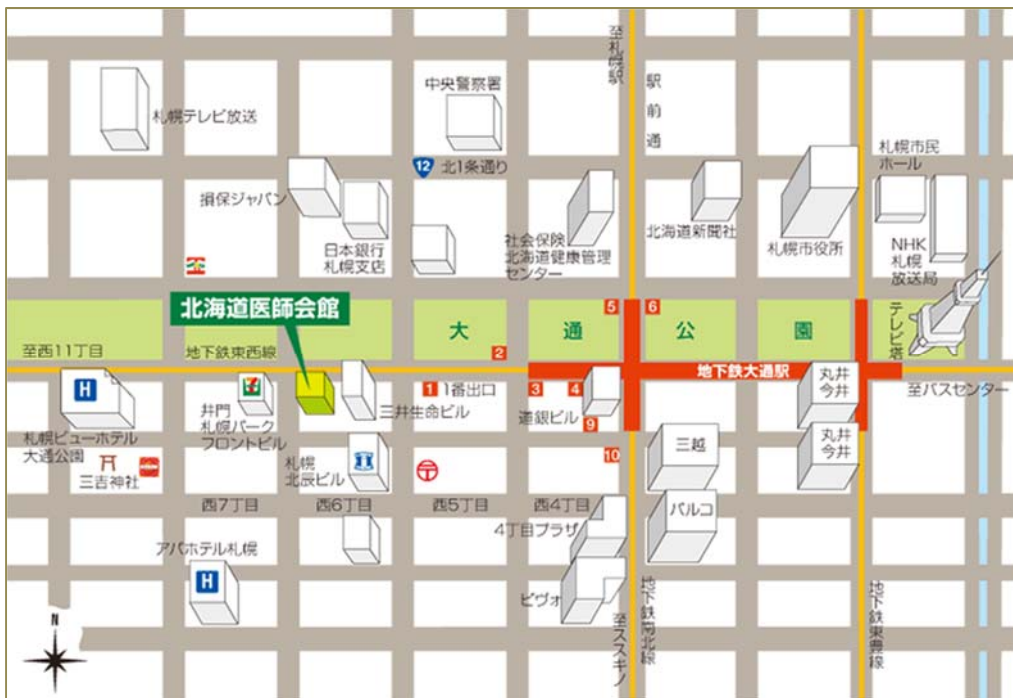 至札幌駅
駅前通
中央警察署
札幌テレビ放送
札幌市民
ホール
12
北1条通り
損保ジャパン
日本銀行
札幌支店
社会保険
北海道健康管理
センター
北海道新聞社
札幌市役所
NHK
札幌
放送局
北海道医師会館
大通公園
5
6
テレビ塔
至西11丁目
地下鉄東西線
2
地下鉄大通駅
至バスセンター
H
7
井門
札幌パーク
フロントビル
三井生命ビル
1
1番出口
3
4
道銀ビル
9
丸井
今井
札幌ビューホテル
大通公園
三吉神社
札幌
北辰ビル
10
三越
丸井
今井
西7丁目
西6丁目
西5丁目
西4丁目
4丁目プラザ
パルコ
アパホテル札幌
H
ピヴォ
至ススキノ
地下鉄南北線
地下鉄東豊線
N